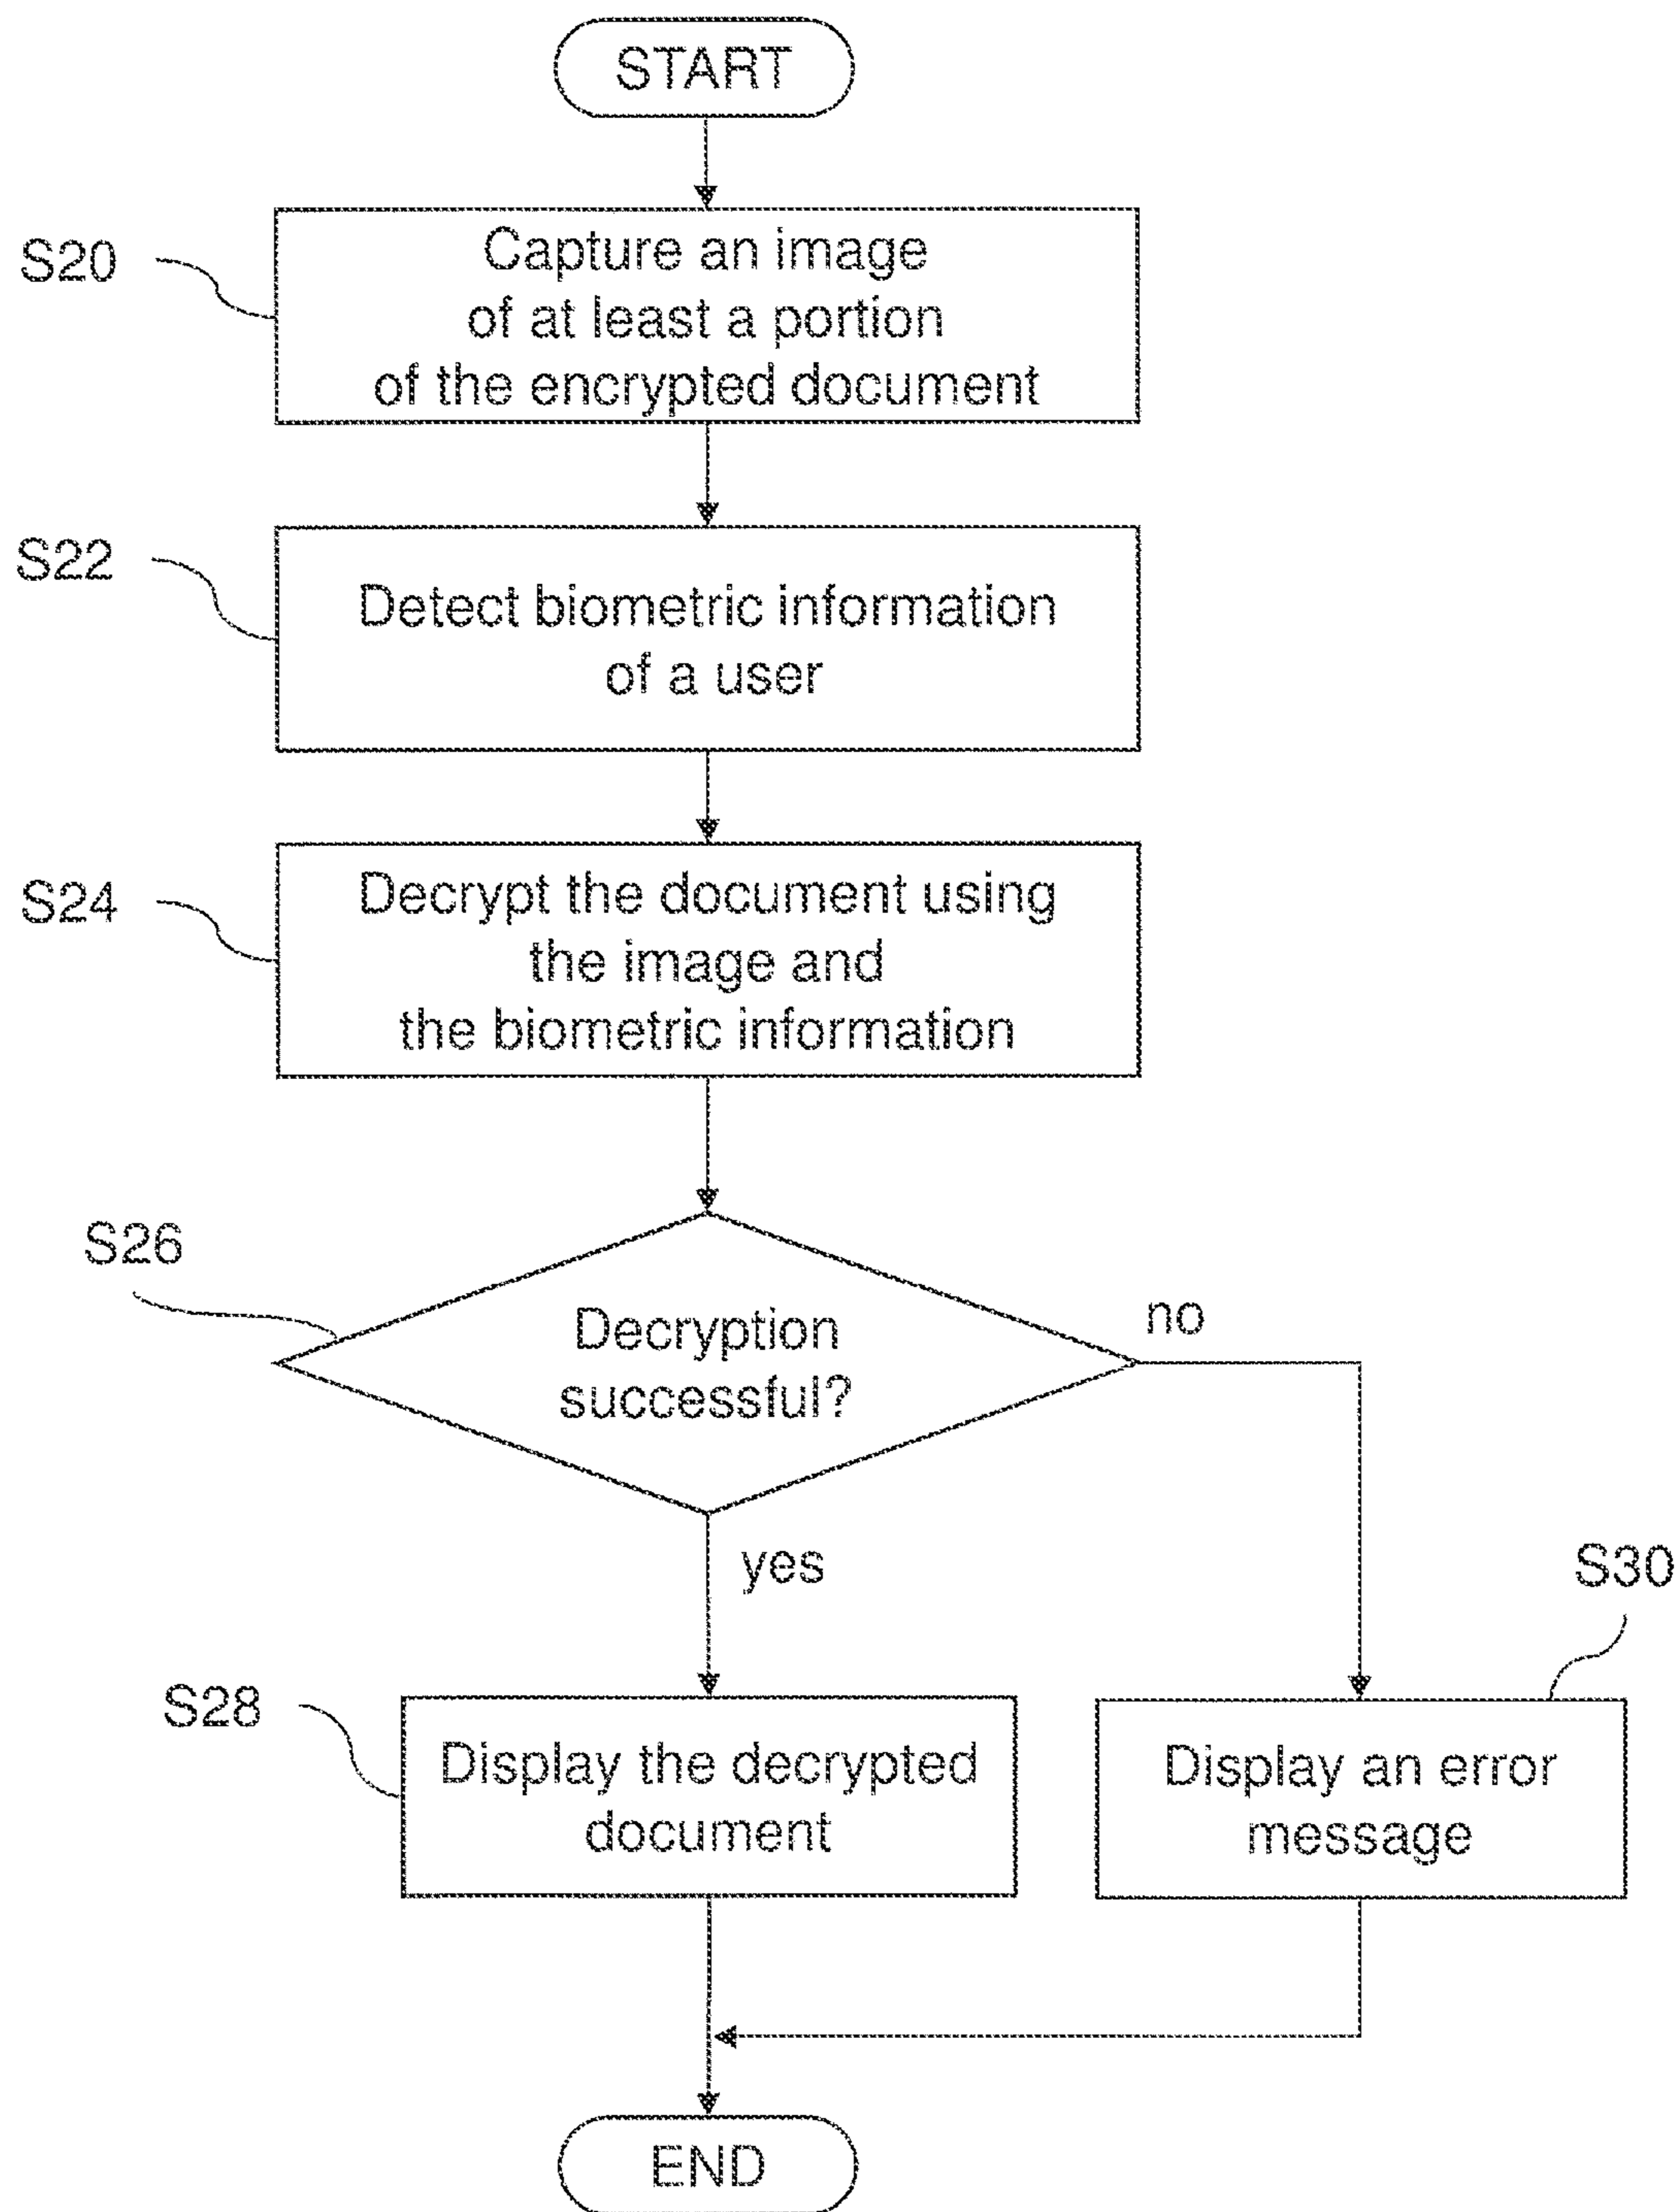 START
S20
Capture an image
of at least a portion
of the encrypted document
S22
Detect biometric information
of a user
S24
Decrypt the document using
the image and
the biometric information
S26
Decryption
successful?
no
yes
S28
Display the decrypted
document
S30
Display an error
message
END